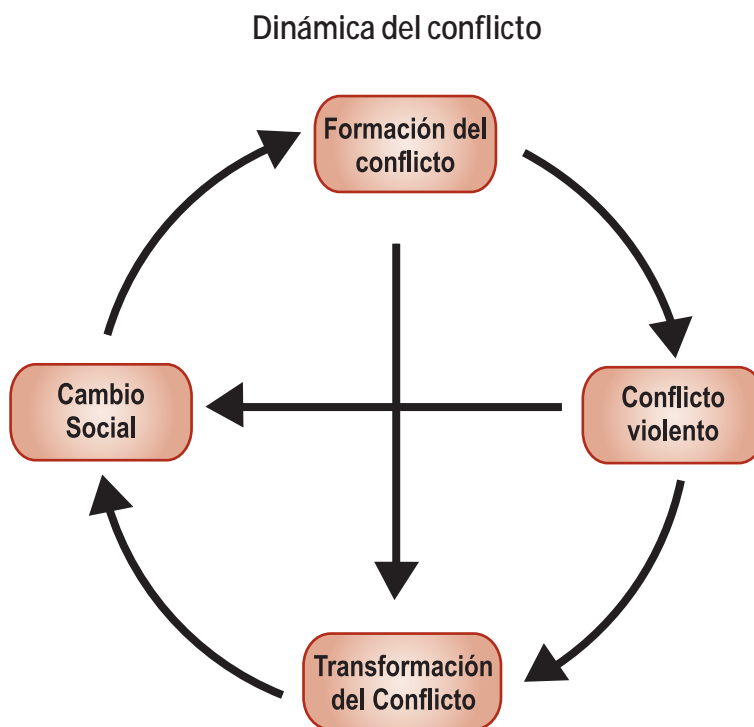 Dinámica del conflicto
Formación del
conflicto
Cambio
Social
Conflicto
violento
Transformación
del Conflicto